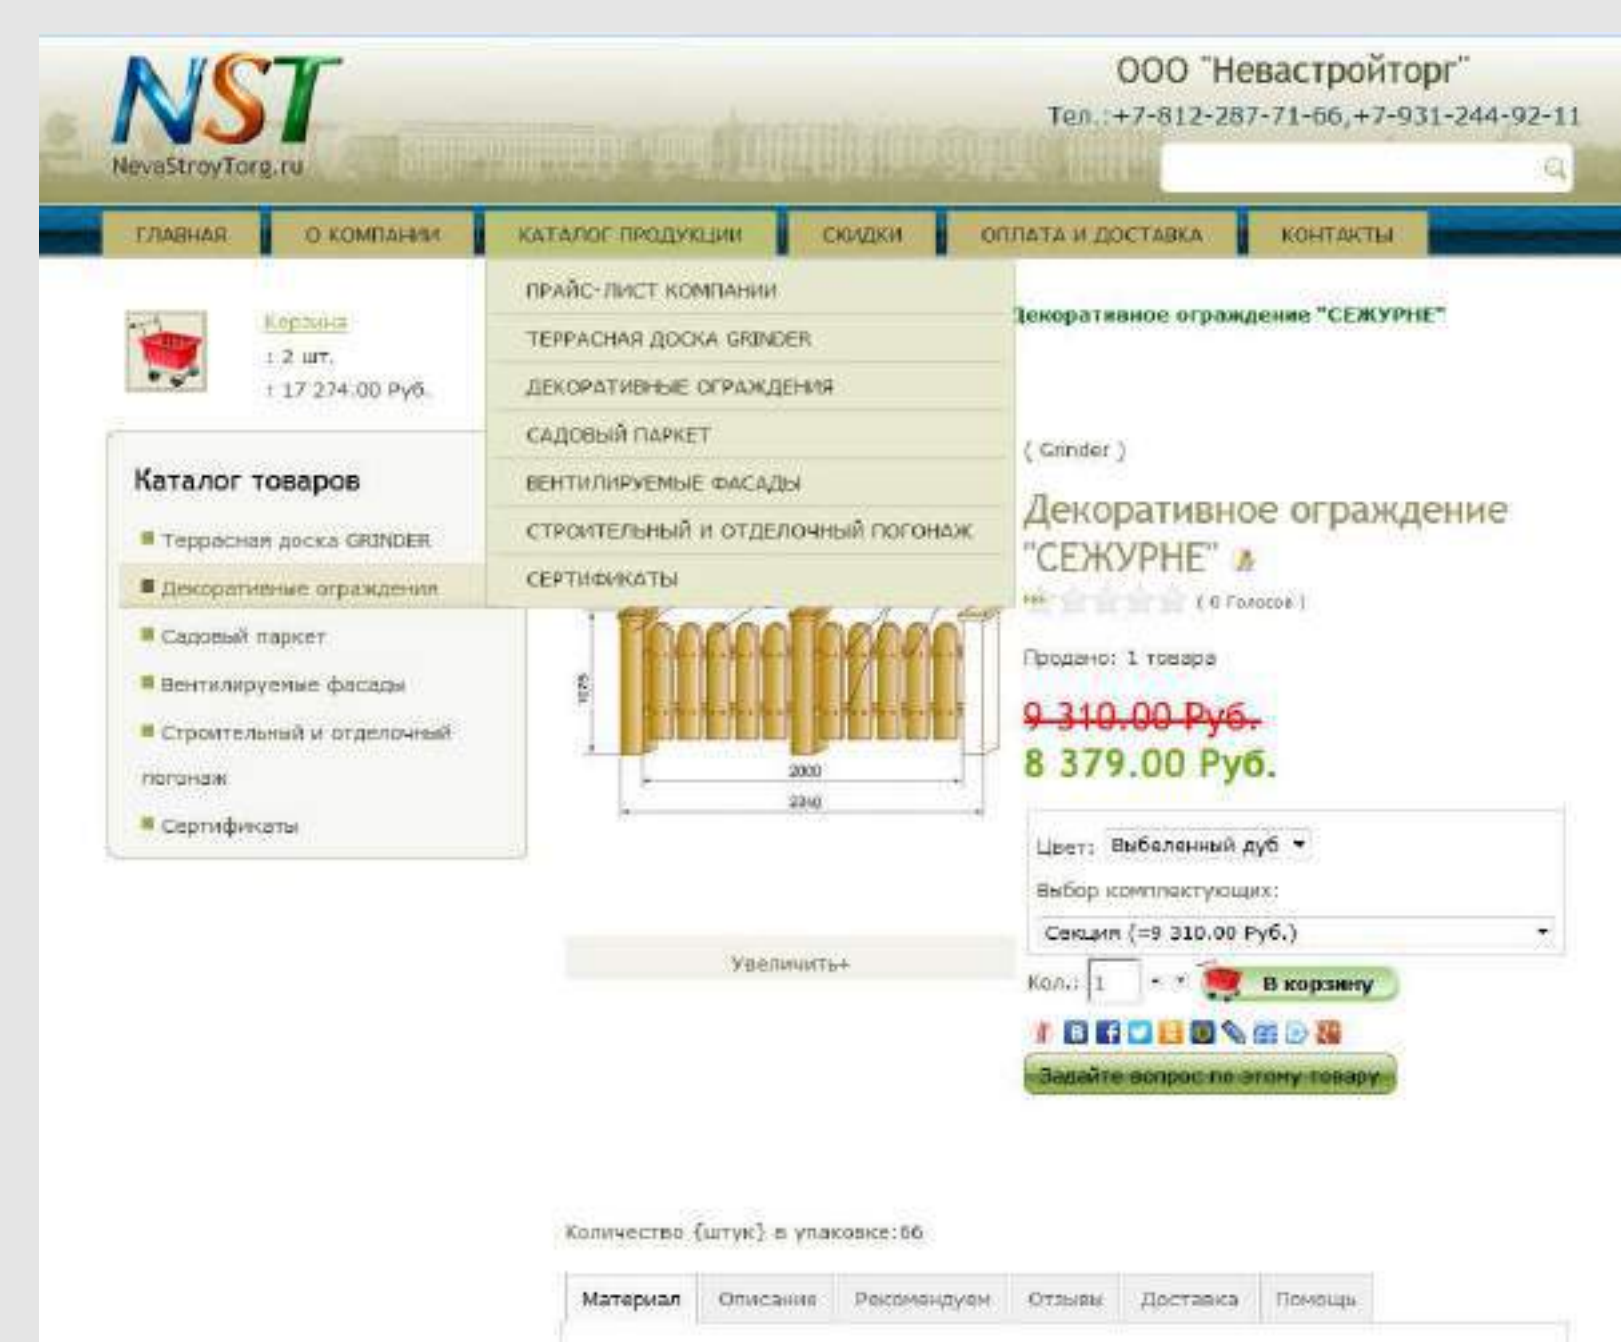 NST
NevaStroyTorg.ru
ООО "Невастройторг"
Тел.:+7-812-287-71-66,+7-931-244-92-11
ГЛАВНАЯ О КОМПАНИИ КАТАЛОГ ПРОДУКЦИИ СКИДКИ ОПЛАТА И ДОСТАВКА КОНТАКТЫ
ПРАЙС-ЛИСТ КОМПАНИИ
ТЕРРАСНАЯ ДОСКА GRINDER
ДЕКОРАТИВНЫЕ ОГРАЖДЕНИЯ
САДОВЫЙ ПАРКЕТ
ВЕНТИЛИРУЕМЫЕ ФАСАДЫ
СТРОИТЕЛЬНЫЙ И ОТДЕЛОЧНЫЙ ПОГОНАЖ
СЕРТИФИКАТЫ
Корзина
: 2 шт.
: 17 274.00 Руб.
Каталог товаров
Террасная доска GRINDER
Декоративные ограждения
Садовый паркет
Вентилируемые фасады
Строительный и отделочный
погонаж
Сертификаты
Декоративное ограждение "СЕЖУРНЕ"
( Grinder )
Декоративное ограждение
"СЕЖУРНЕ"
( 0 Голосов )
Продано: 1 товара
9 310.00 Руб.
8 379.00 Руб.
2000
2340
Цвет: Выбеленный дуб
Выбор комплектующих:
Секция (=9 310.00 Руб.)
Увеличить+
Кол.: 1 В корзину
Задайте вопрос по этому товару
Количество {штук} в упаковке:66
Материал Описание Рекомендуем Отзывы Доставка Помощь